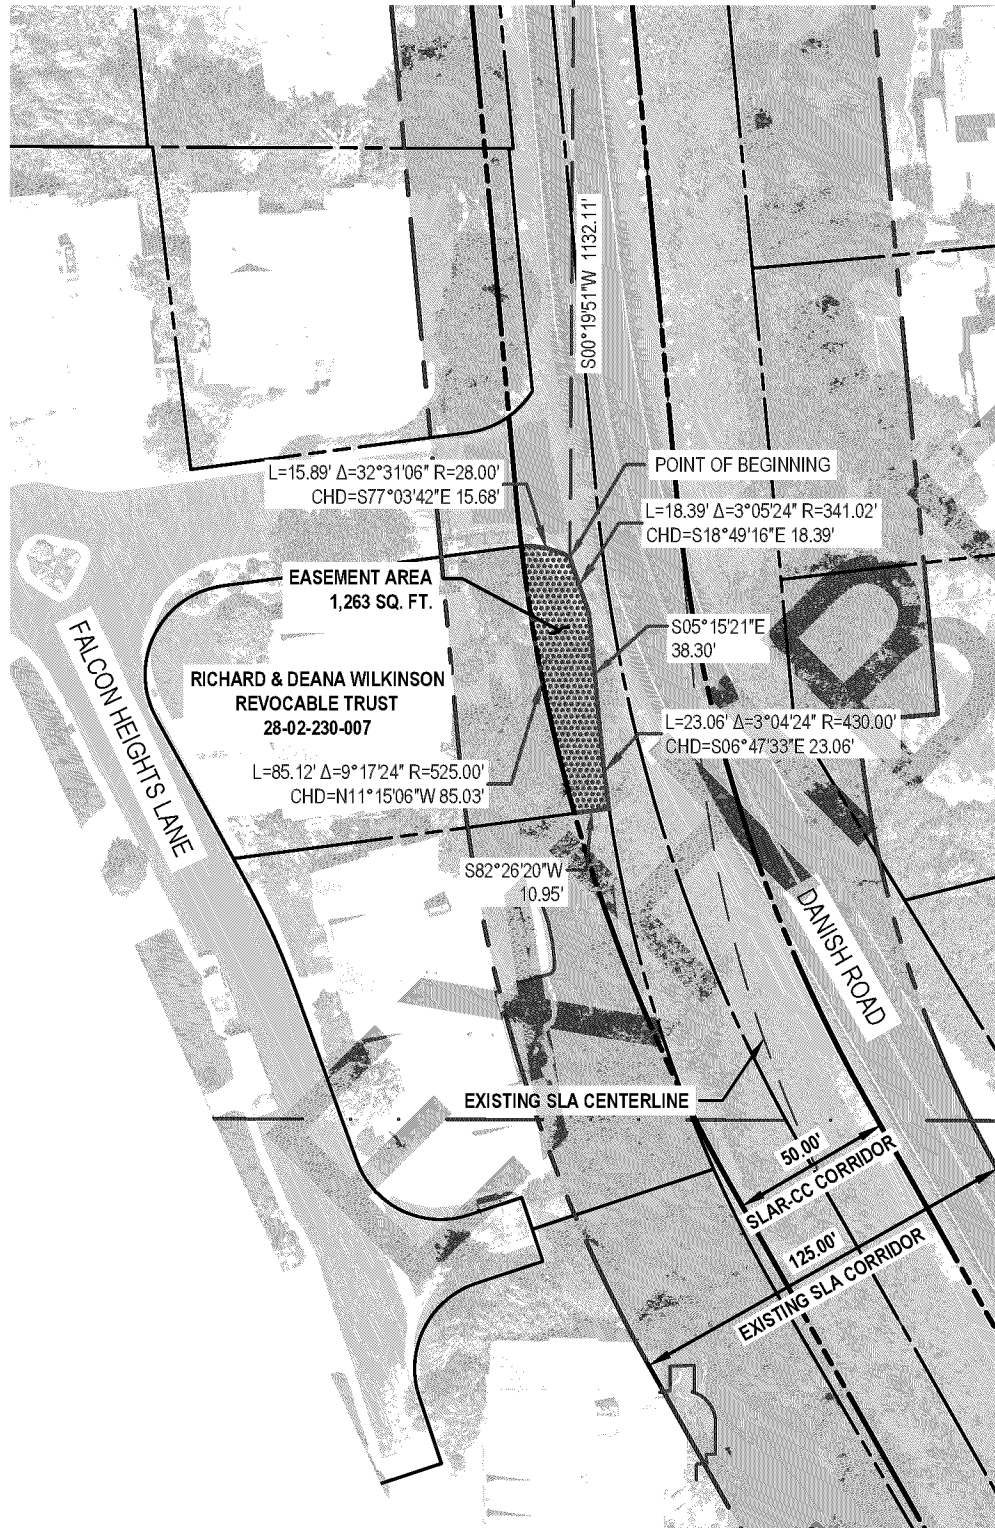 S00°19'51"W 1132.11'
L=15.89' Δ=32°31'06" R=28.00'
CHD=S77°03'42"E 15.68'
POINT OF BEGINNING
L=18.39' Δ=3°05'24" R=341.02'
CHD=S18°49'16"E 18.39'
EASEMENT AREA
1,263 SQ. FT.
S05°15'21"E
38.30'
FALCON HEIGHTS LANE
RICHARD & DEANA WILKINSON
REVOCABLE TRUST
28-02-230-007
L=23.06' Δ=3°04'24" R=430.00'
CHD=S06°47'33"E 23.06'
L=85.12' Δ=9°17'24" R=525.00'
CHD=N11°15'06"W 85.03'
S82°26'20"W
10.95'
DANISH ROAD
EXISTING SLA CENTERLINE
50.00'
SLAR-CC CORRIDOR
125.00'
EXISTING SLA CORRIDOR